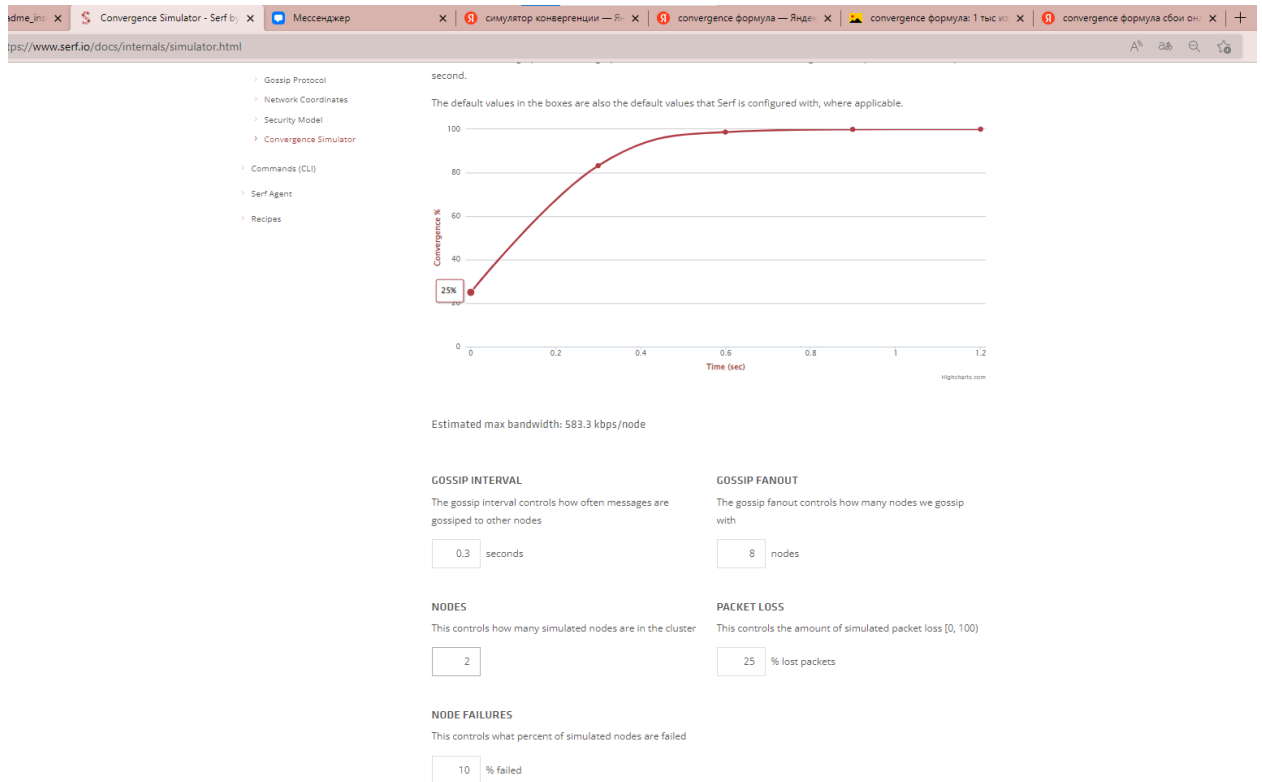 adme_ins
Convergence Simulator - Serf by
Мессенджер
симулятор конвергенции — Ян
convergence формула — Яндек
convergence формула: 1 тыс из
convergence формула сбои онл
tps://www.serf.io/docs/internals/simulator.html
Gossip Protocol
Network Coordinates
Security Model
Convergence Simulator
Commands (CLI)
Serf Agent
Recipes
second.
The default values in the boxes are also the default values that Serf is configured with, where applicable.
100
80
60
40
20
0
Convergence %
25%
0 0.2 0.4 0.6 0.8 1 1.2
Time (sec)
Highcharts.com
Estimated max bandwidth: 583.3 kbps/node
GOSSIP INTERVAL
The gossip interval controls how often messages are
gossiped to other nodes
0.3 seconds
GOSSIP FANOUT
The gossip fanout controls how many nodes we gossip
with
8 nodes
NODES
This controls how many simulated nodes are in the cluster
2
PACKET LOSS
This controls the amount of simulated packet loss [0, 100)
25 % lost packets
NODE FAILURES
This controls what percent of simulated nodes are failed
10 % failed